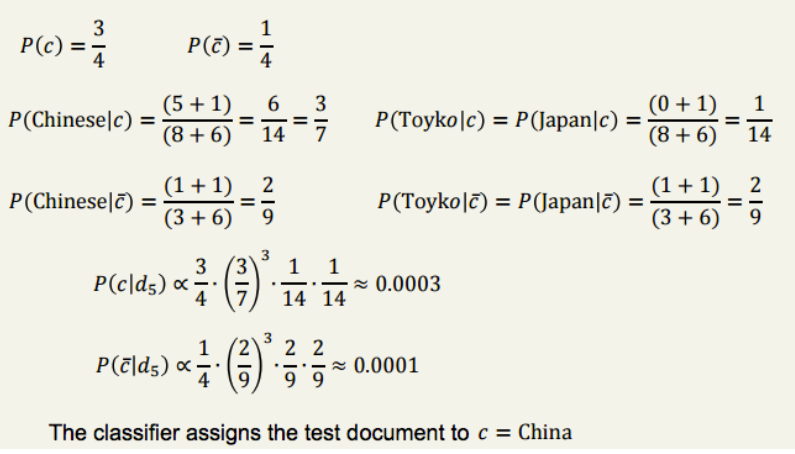 P(c) = 3/4 P(c̄) = 1/4
P(Chinese|c) = (5 + 1)/(8 + 6) = 6/14 = 3/7 P(Toyko|c) = P(Japan|c) = (0 + 1)/(8 + 6) = 1/14
P(Chinese|c̄) = (1 + 1)/(3 + 6) = 2/9 P(Toyko|c̄) = P(Japan|c̄) = (1 + 1)/(3 + 6) = 2/9
P(c|d₅) ∝ 3/4 · (3/7)³ · 1/14 · 1/14 ≈ 0.0003
P(c̄|d₅) ∝ 1/4 · (2/9)³ · 2/9 · 2/9 ≈ 0.0001
The classifier assigns the test document to c = China